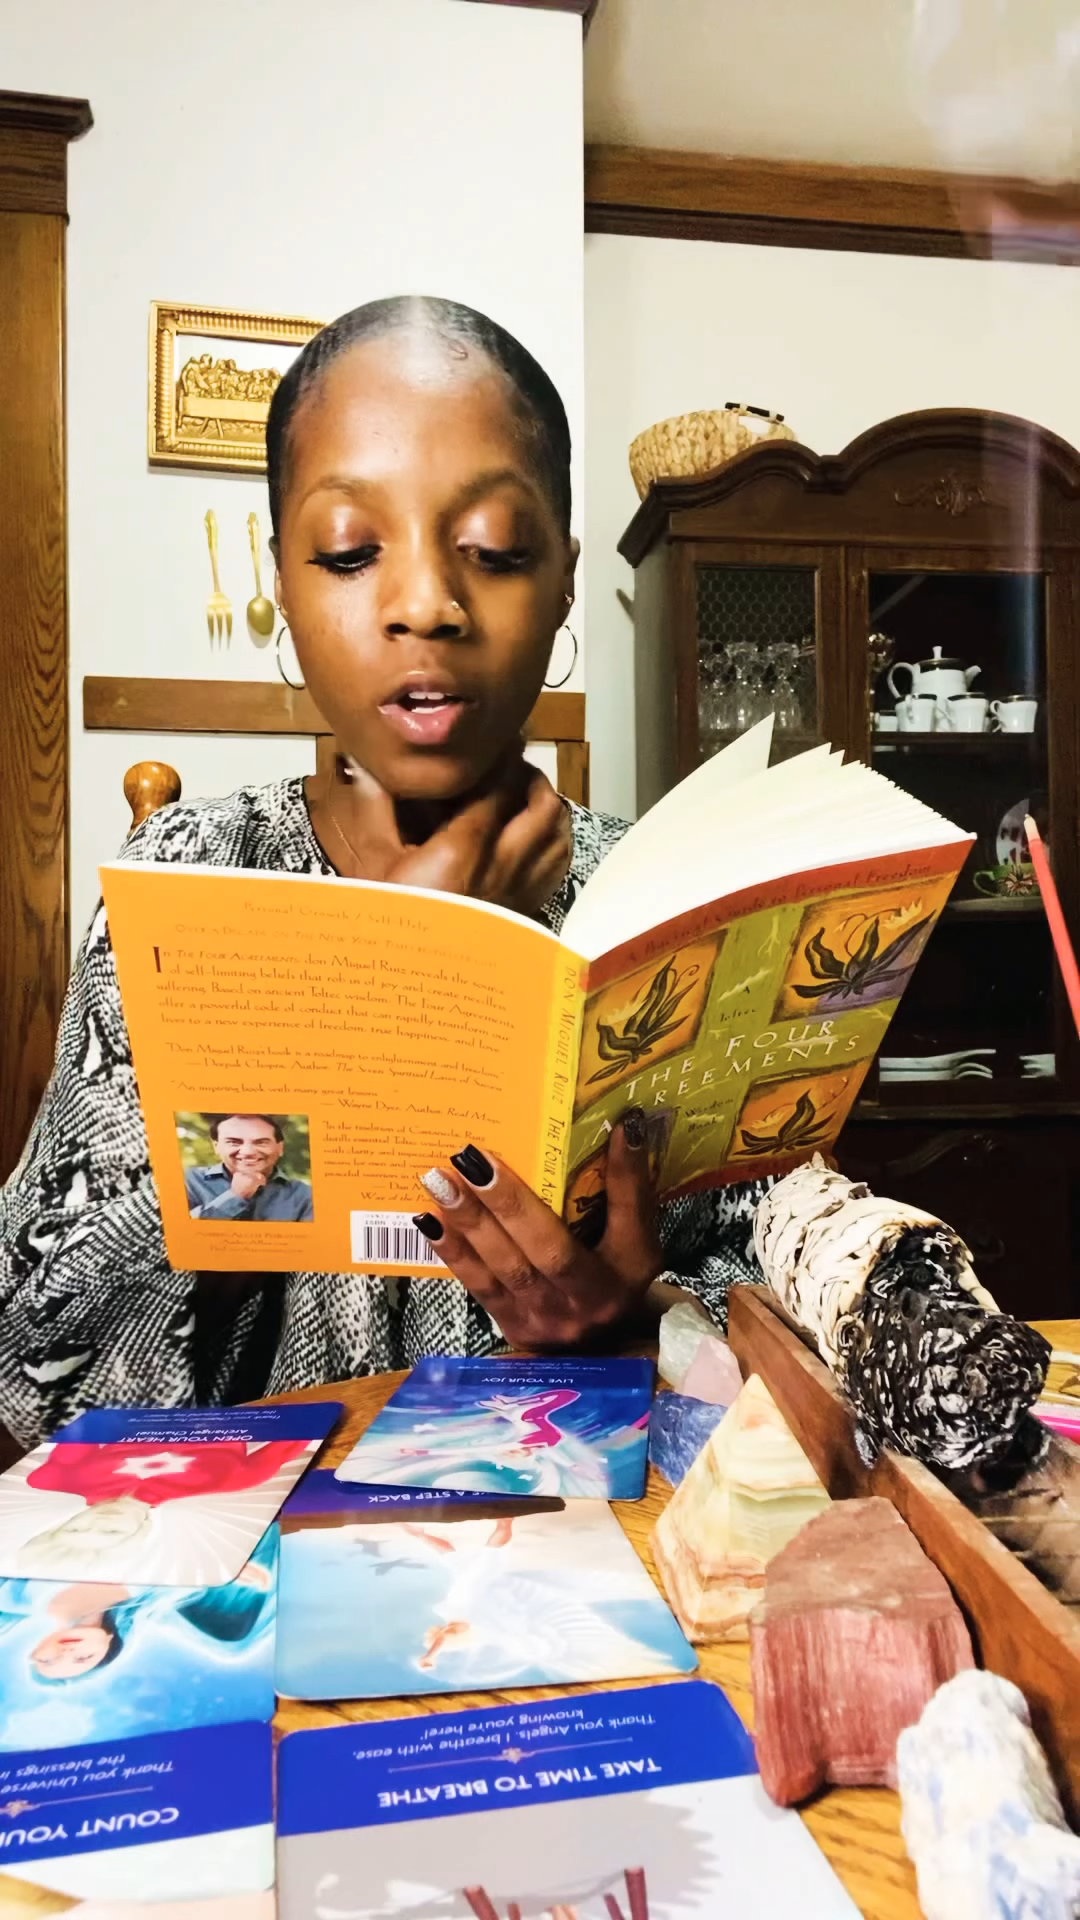 Personal Growth / Self-Help
OVER A DECADE ON THE NEW YORK TIMES BESTSELLER LIST
IN THE FOUR AGREEMENTS, don Miguel Ruiz reveals the source
of self-limiting beliefs that rob us of joy and create needless
suffering. Based on ancient Toltec wisdom, The Four Agreements
offer a powerful code of conduct that can rapidly transform our
lives to a new experience of freedom, true happiness, and love.
"Don Miguel Ruiz's book is a roadmap to enlightenment and freedom."
— Deepak Chopra, Author, The Seven Spiritual Laws of Success
"An inspiring book with many great lessons
— Wayne Dyer, Author, Real Magic
"In the tradition of Castaneda, Ruiz
distills essential Toltec wisdom,
with clarity and impeccability
means for men and
peaceful warriors in
— Dan M
Way of the Pe
ISBN
DON MIGUEL RUIZ THE FOUR AGR
A Practical Guide to Personal Freedom
A
Toltec
THE FOUR
A REEMENTS
Wisdom
Book
LIVE YOUR JOY
OPEN YOUR HEART
Archangel Chamuel
A STEP BACK
TAKE TIME TO BREATHE
Thank you Angels, I breathe with ease,
knowing you're here!
COUNT YOUR
Thank you Universe
the blessings in